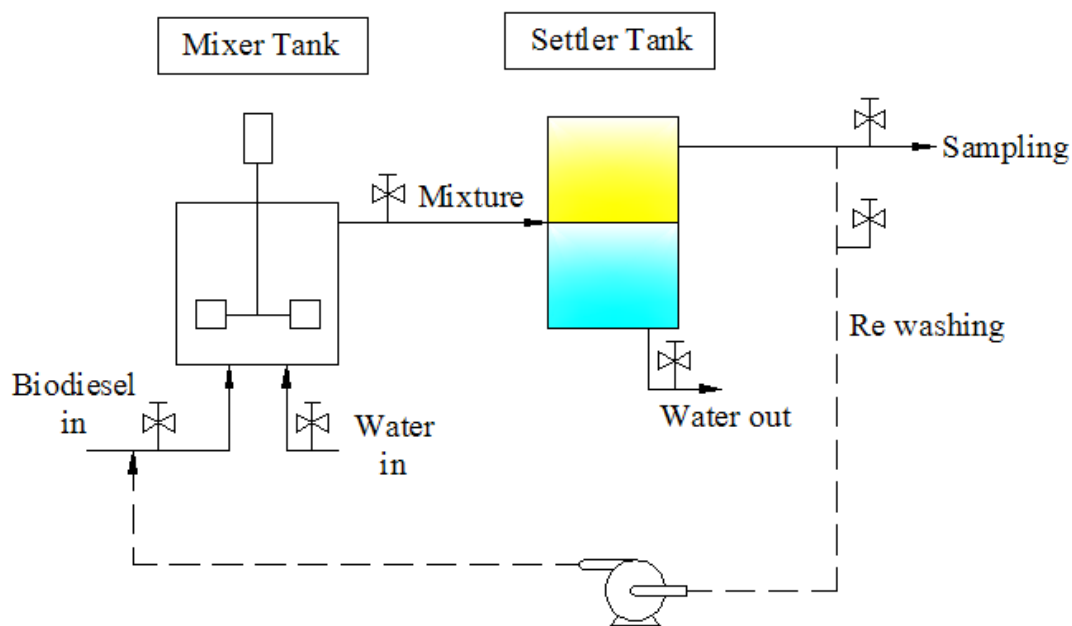 Mixer Tank
Settler Tank
Sampling
Mixture
Re washing
Biodiesel
in
Water
in
Water out